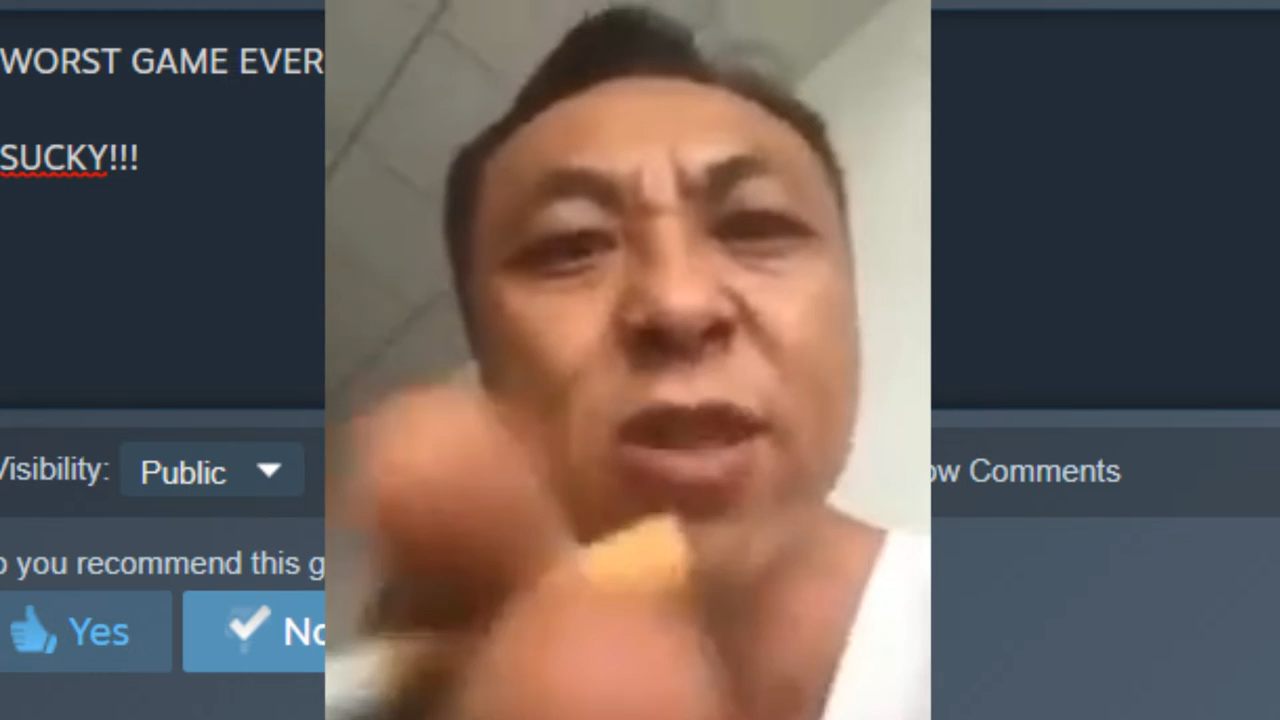 WORST GAME EVER
SUCKY!!!
Visibility: Public
ow Comments
o you recommend this g
Yes
No